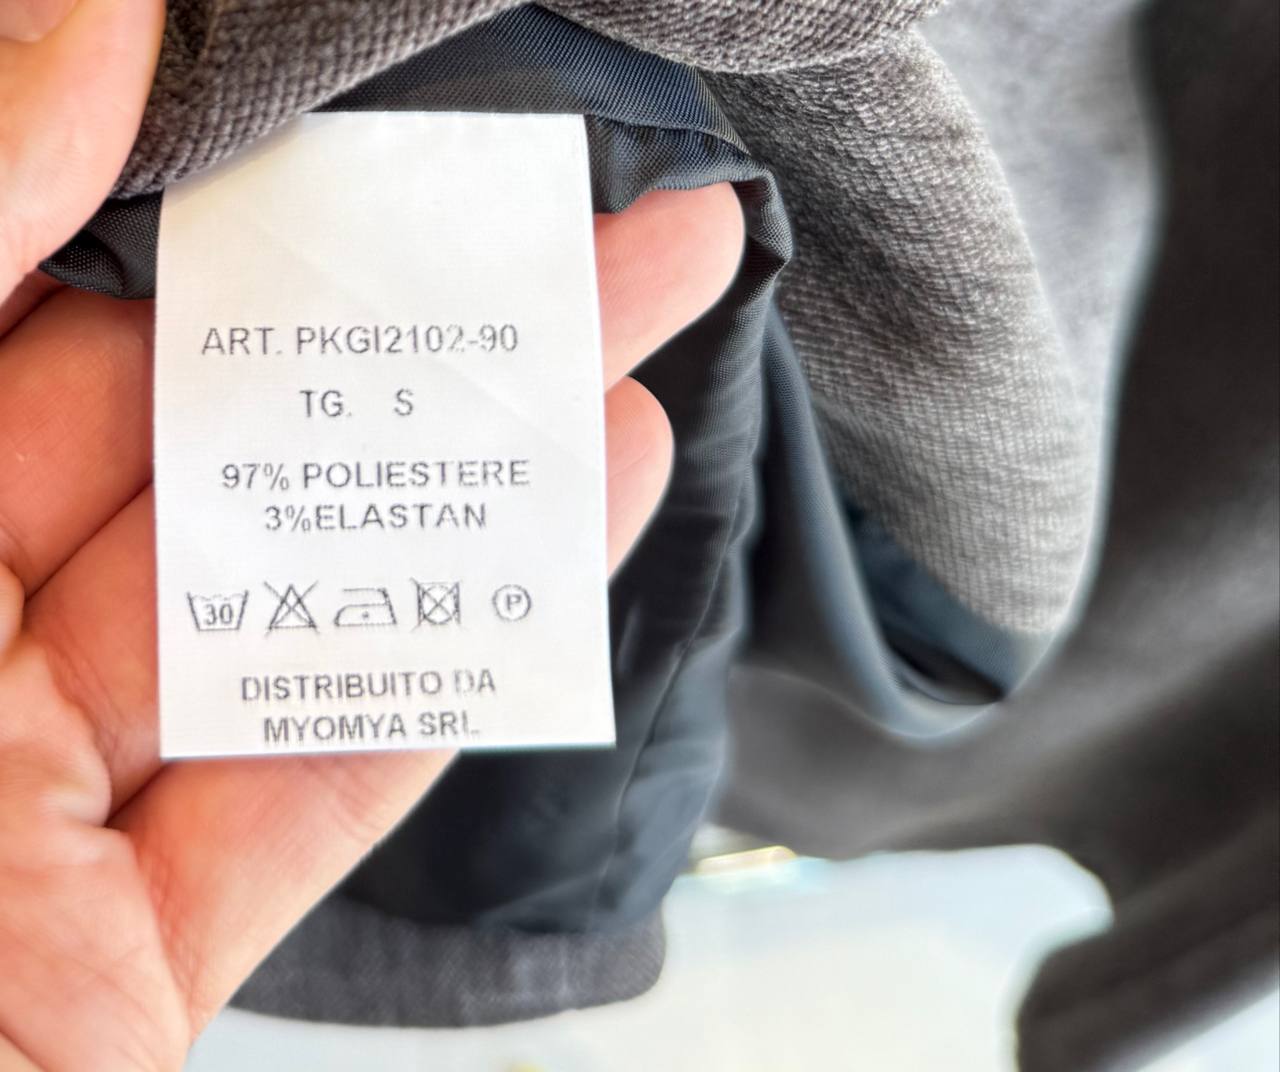 ART. PKGI2102-90
TG. S
97% POLIESTERE
3%ELASTAN
30 P
DISTRIBUITO DA
MYOMYA SRL.